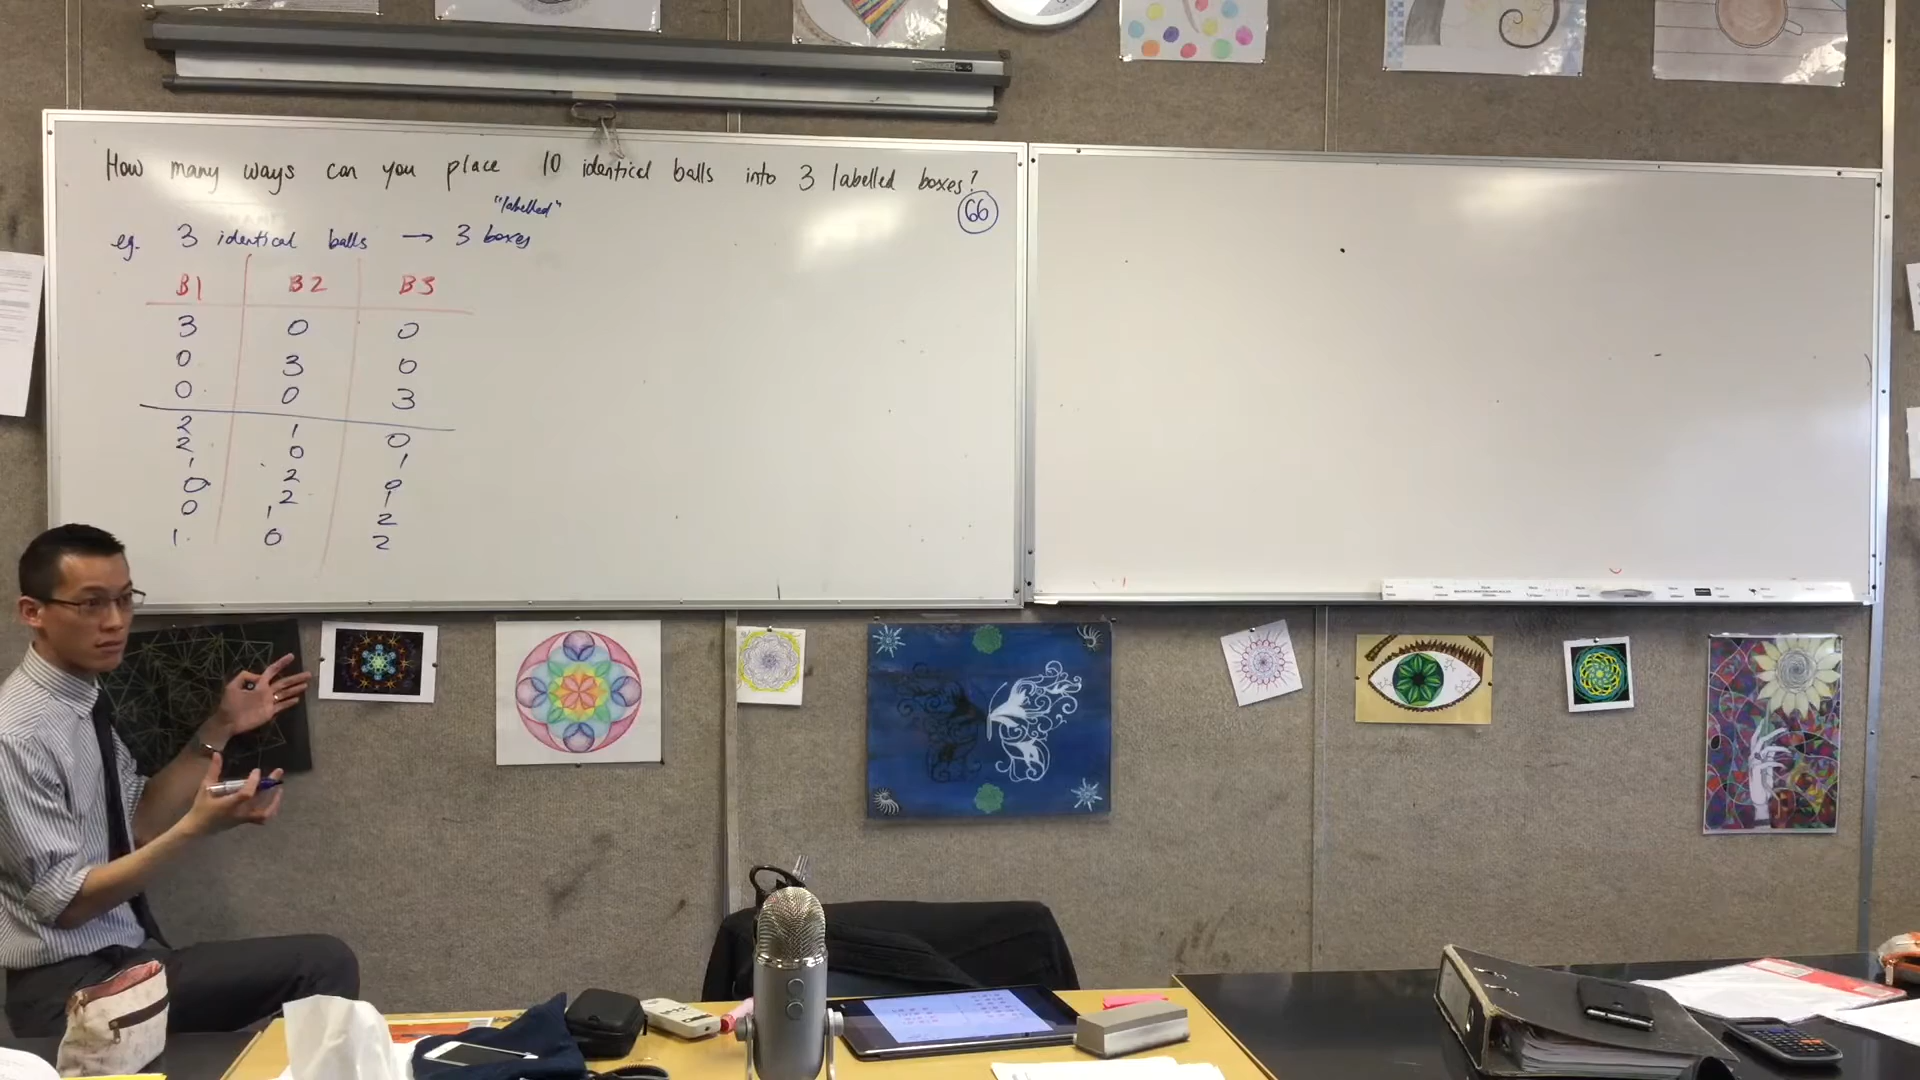 How many ways can you place 10 identical balls into 3 labelled boxes?
66
"labelled"
eg. 3 identical balls → 3 boxes
B1 B2 B3
3 0 0
0 3 0
0 0 3
2 1 0
2 0 1
1 2 0
0 2 1
0 1 2
1 0 2